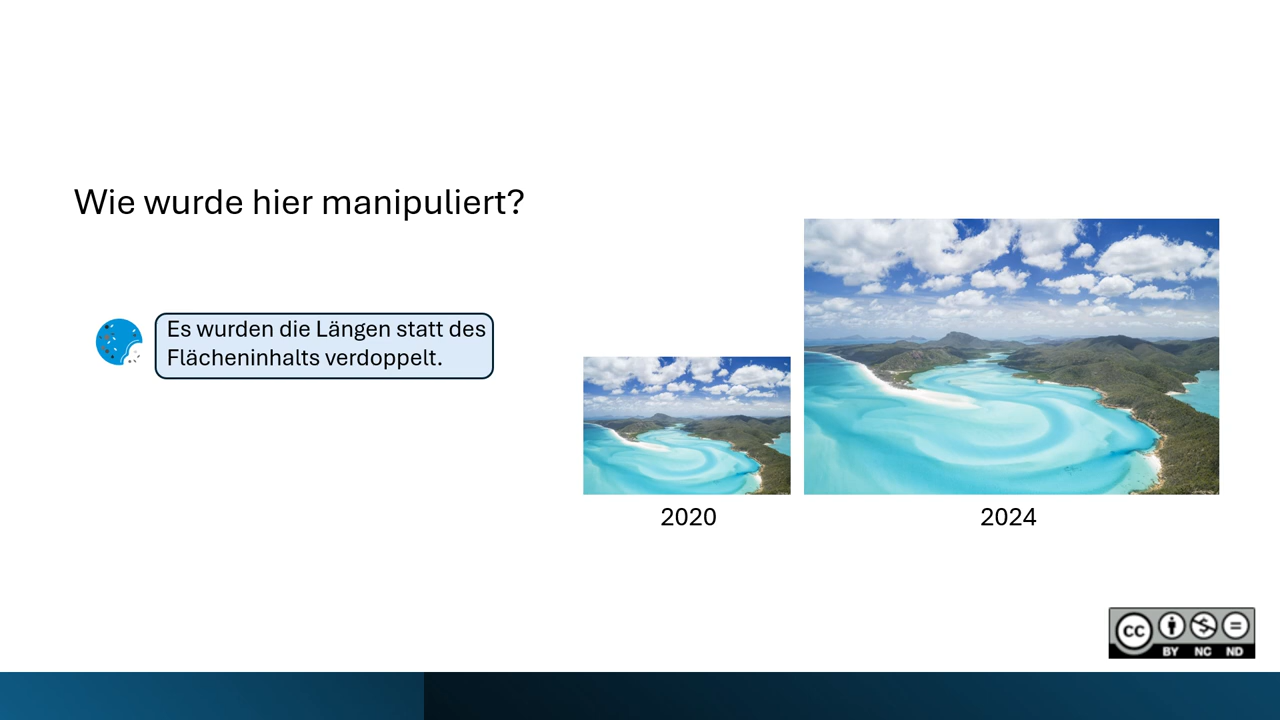 Wie wurde hier manipuliert?
Es wurden die Längen statt des
Flächeninhalts verdoppelt.
2020
2024
cc
BY NC ND